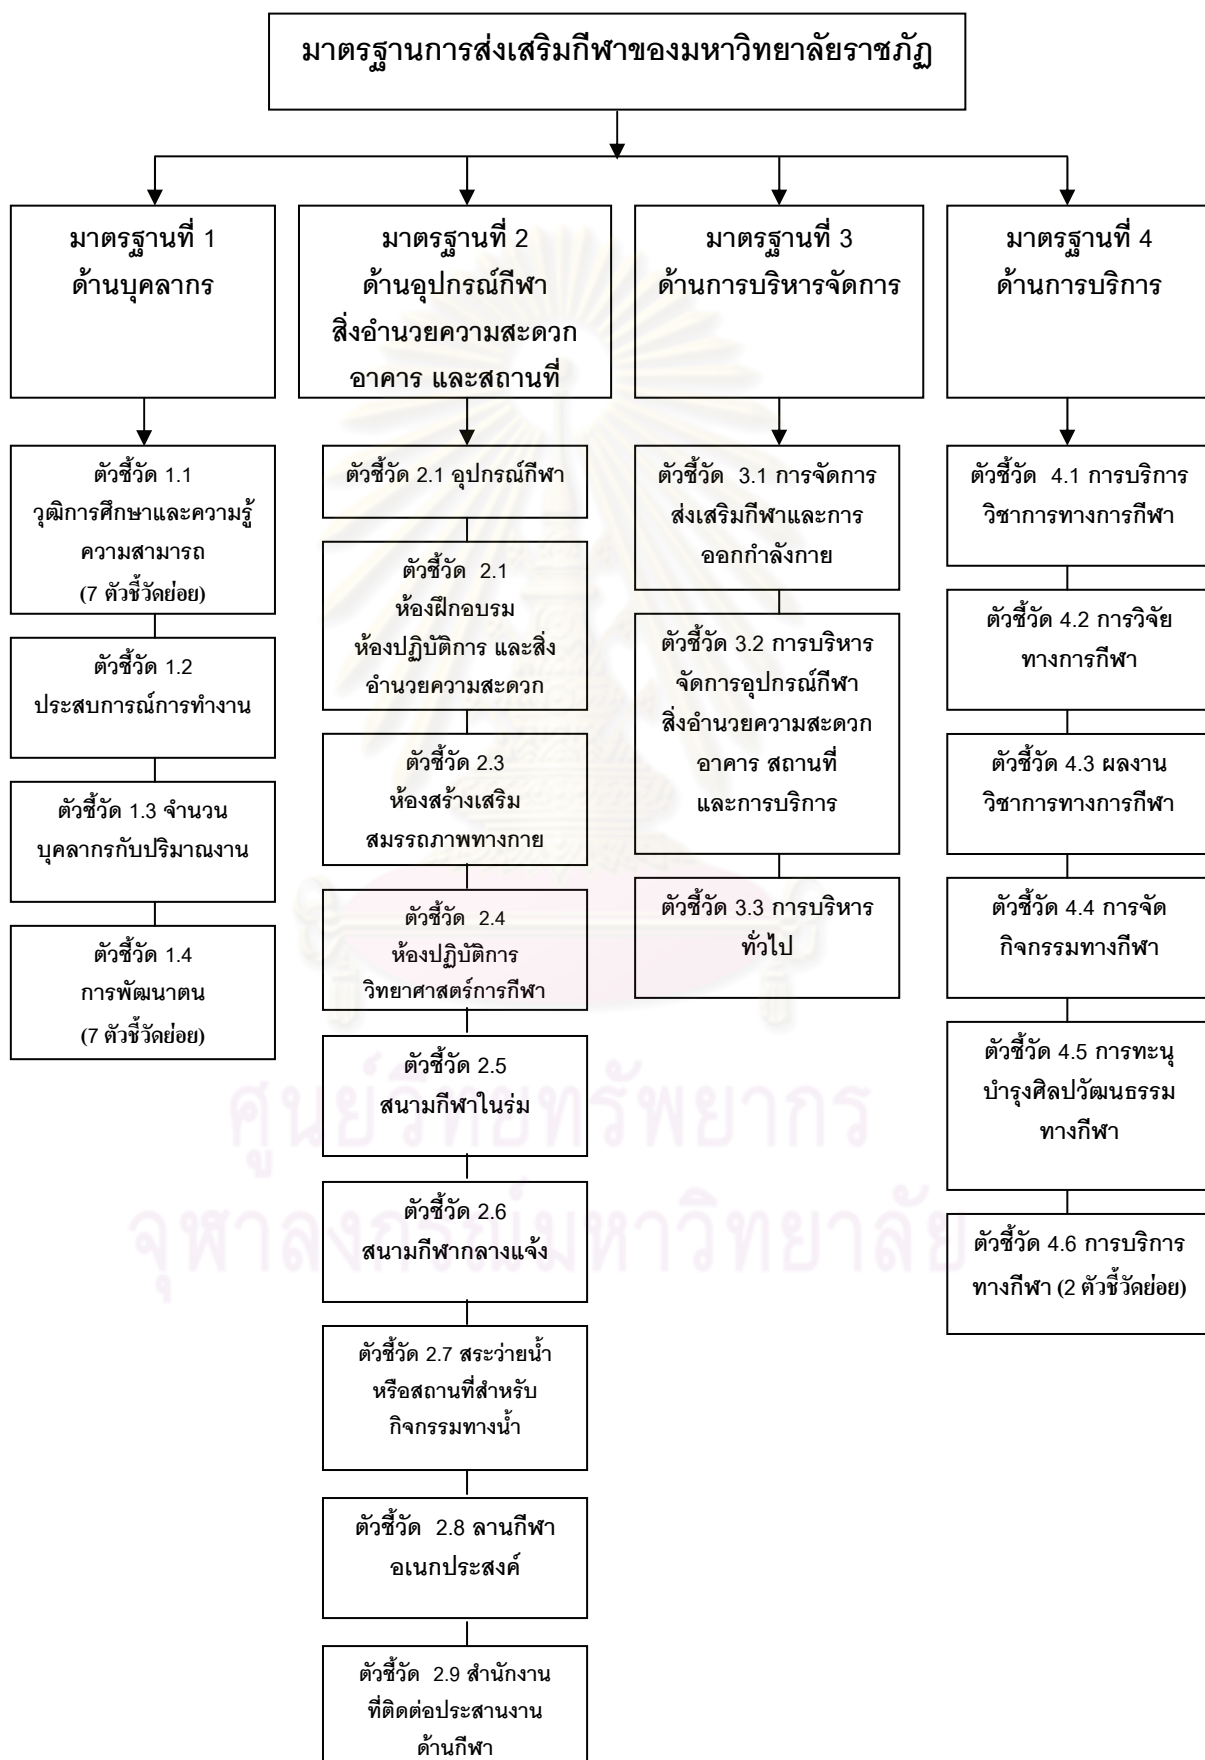 มาตรฐานการส่งเสริมกีฬาของมหาวิทยาลัยราชภัฏ
มาตรฐานที่ 1
ด้านบุคลากร
ตัวชี้วัด 1.1
วุฒิการศึกษาและความรู้
ความสามารถ
(7 ตัวชี้วัดย่อย)
ตัวชี้วัด 1.2
ประสบการณ์การทำงาน
ตัวชี้วัด 1.3 จำนวน
บุคลากรกับปริมาณงาน
ตัวชี้วัด 1.4
การพัฒนาตน
(7 ตัวชี้วัดย่อย)
มาตรฐานที่ 2
ด้านอุปกรณ์กีฬา
สิ่งอำนวยความสะดวก
อาคาร และสถานที่
ตัวชี้วัด 2.1 อุปกรณ์กีฬา
ตัวชี้วัด 2.1
ห้องฝึกอบรม
ห้องปฏิบัติการ และสิ่ง
อำนวยความสะดวก
ตัวชี้วัด 2.3
ห้องสร้างเสริม
สมรรถภาพทางกาย
ตัวชี้วัด 2.4
ห้องปฏิบัติการ
วิทยาศาสตร์การกีฬา
ตัวชี้วัด 2.5
สนามกีฬาในร่ม
ตัวชี้วัด 2.6
สนามกีฬากลางแจ้ง
ตัวชี้วัด 2.7 สระว่ายน้ำ
หรือสถานที่สำหรับ
กิจกรรมทางน้ำ
ตัวชี้วัด 2.8 ลานกีฬา
อเนกประสงค์
ตัวชี้วัด 2.9 สำนักงาน
ที่ติดต่อประสานงาน
ด้านกีฬา
มาตรฐานที่ 3
ด้านการบริหารจัดการ
ตัวชี้วัด 3.1 การจัดการ
ส่งเสริมกีฬาและการ
ออกกำลังกาย
ตัวชี้วัด 3.2 การบริหาร
จัดการอุปกรณ์กีฬา
สิ่งอำนวยความสะดวก
อาคาร สถานที่
และการบริการ
ตัวชี้วัด 3.3 การบริหาร
ทั่วไป
มาตรฐานที่ 4
ด้านการบริการ
ตัวชี้วัด 4.1 การบริการ
วิชาการทางการกีฬา
ตัวชี้วัด 4.2 การวิจัย
ทางการกีฬา
ตัวชี้วัด 4.3 ผลงาน
วิชาการทางการกีฬา
ตัวชี้วัด 4.4 การจัด
กิจกรรมทางกีฬา
ตัวชี้วัด 4.5 การทะนุ
บำรุงศิลปวัฒนธรรม
ทางกีฬา
ตัวชี้วัด 4.6 การบริการ
ทางกีฬา (2 ตัวชี้วัดย่อย)
ศูนย์วิทยทรัพยากร
จุฬาลงกรณ์มหาวิทยาลัย